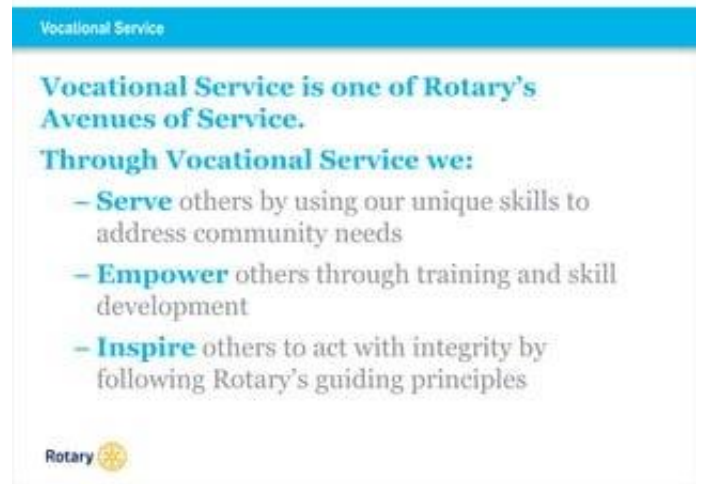 Vocational Service
Vocational Service is one of Rotary's
Avenues of Service.
Through Vocational Service we:
– Serve others by using our unique skills to
address community needs
– Empower others through training and skill
development
– Inspire others to act with integrity by
following Rotary's guiding principles
Rotary